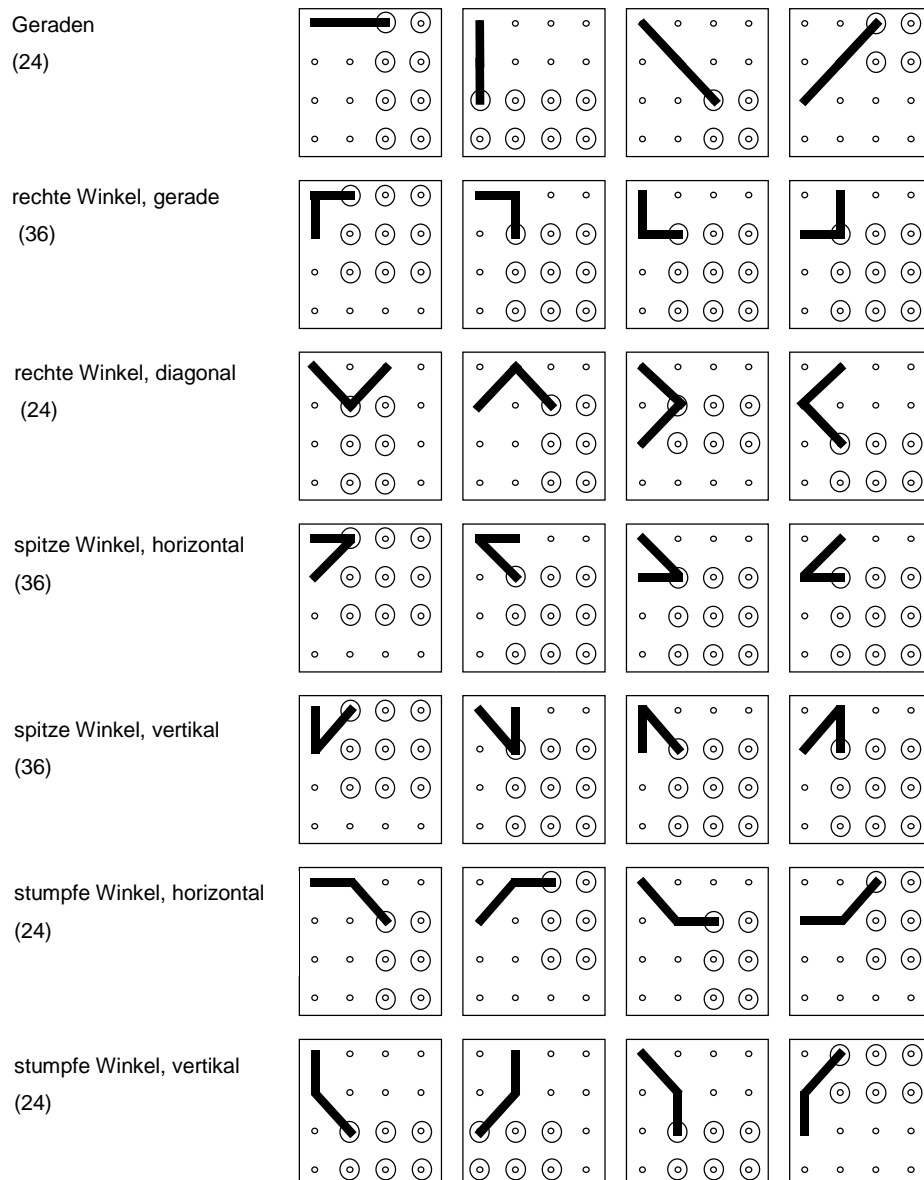 Geraden
(24)
rechte Winkel, gerade
(36)
rechte Winkel, diagonal
(24)
spitze Winkel, horizontal
(36)
spitze Winkel, vertikal
(36)
stumpfe Winkel, horizontal
(24)
stumpfe Winkel, vertikal
(24)